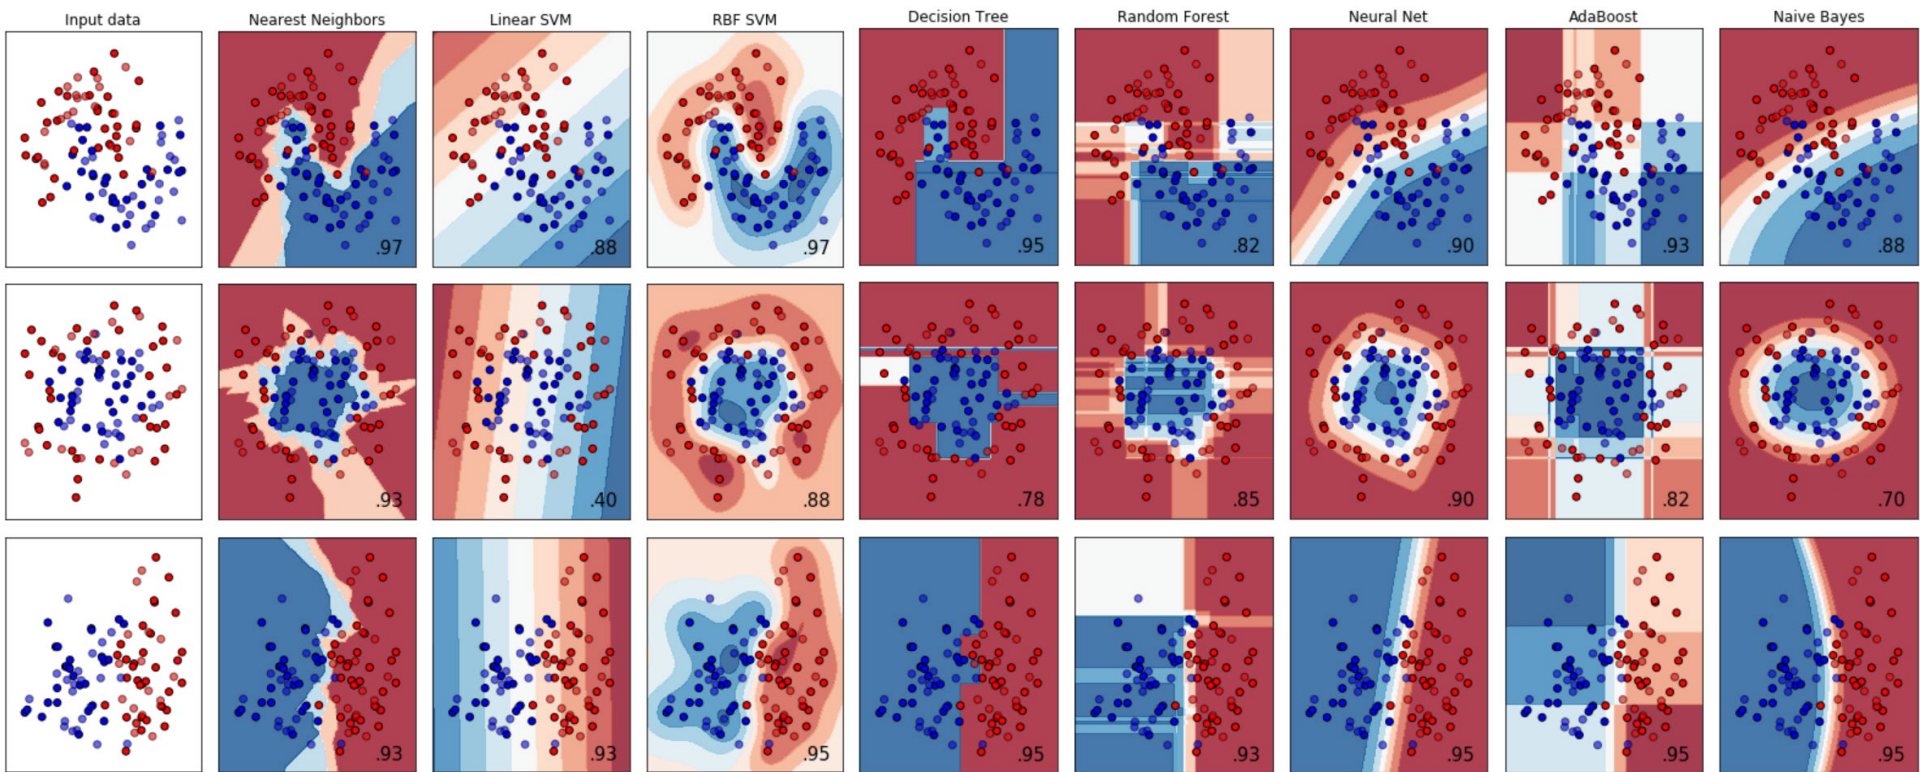 Input data Nearest Neighbors Linear SVM RBF SVM Decision Tree Random Forest Neural Net AdaBoost Naive Bayes
.97 .88 .97 .95 .82 .90 .93 .88
.93 .40 .88 .78 .85 .90 .82 .70
.93 .93 .95 .95 .93 .95 .95 .95